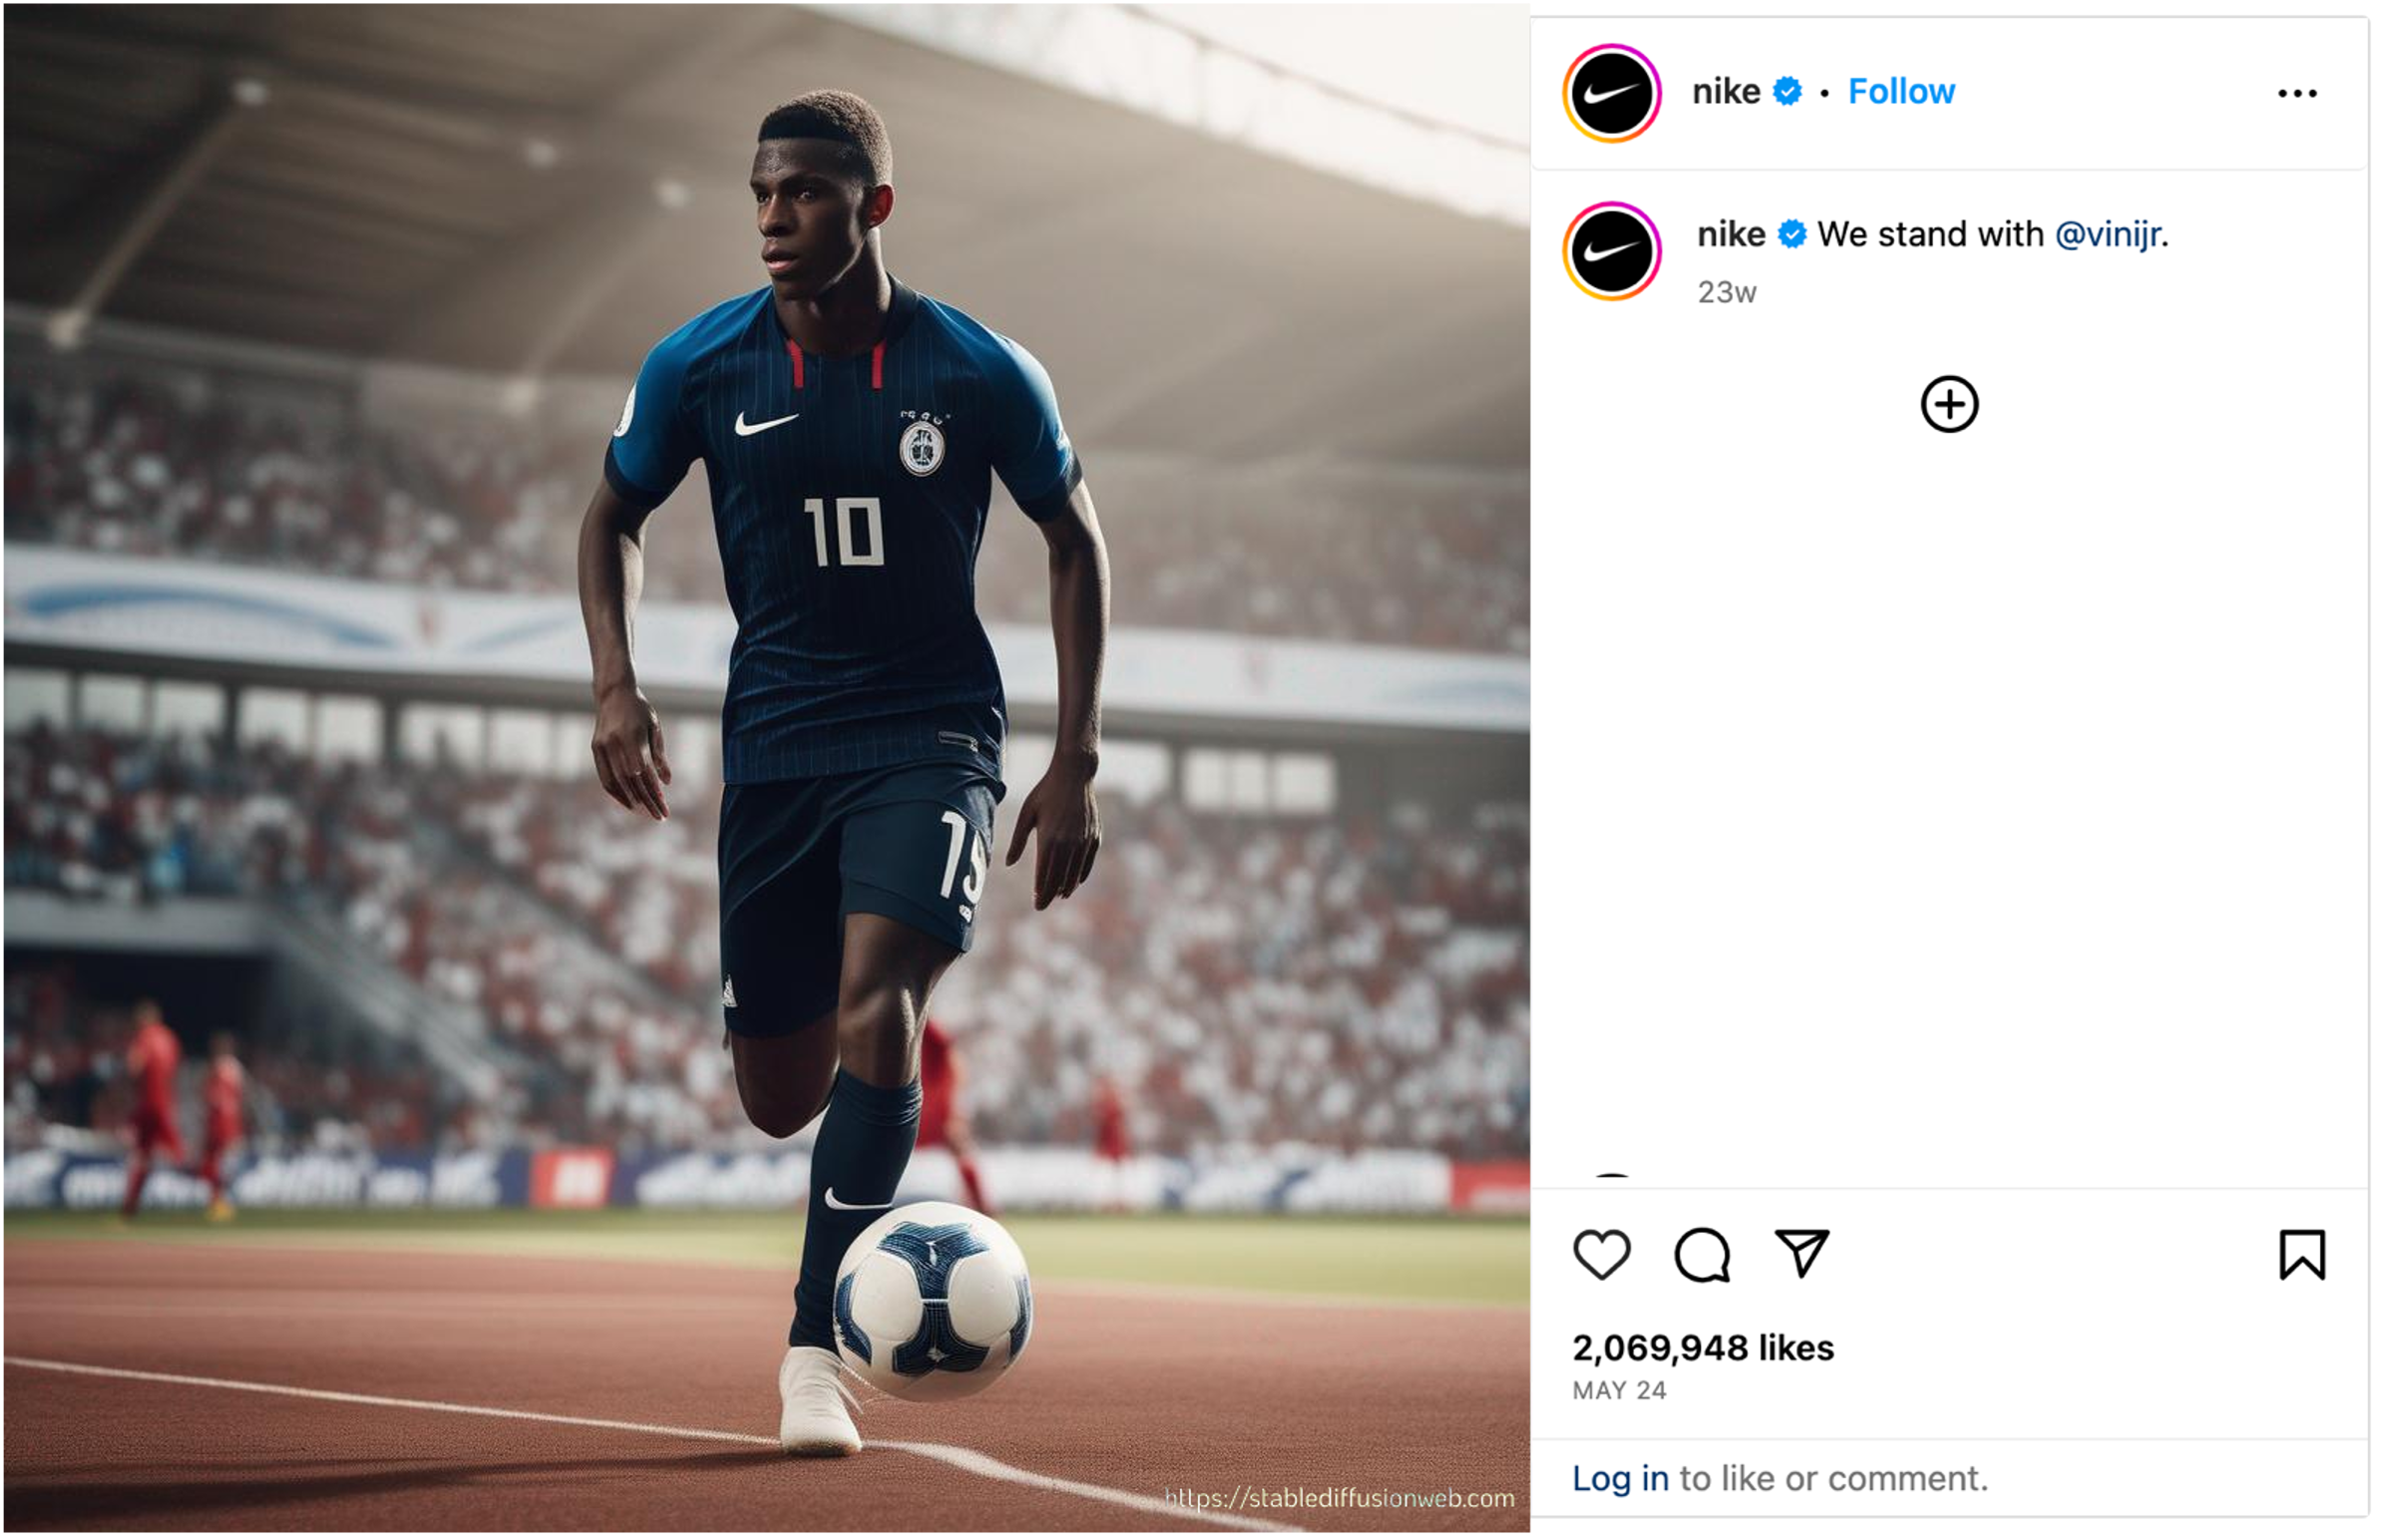 10
15
https://stablediffusionweb.com
nike • Follow
nike We stand with @vinijr.
23w
2,069,948 likes
MAY 24
Log in to like or comment.